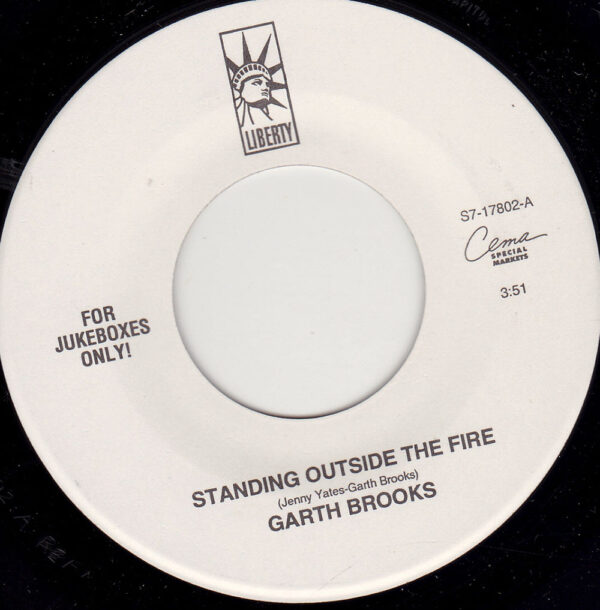 LIBERTY
S7-17802-A
Cema
SPECIAL
MARKETS
3:51
FOR
JUKEBOXES
ONLY!
STANDING OUTSIDE THE FIRE
(Jenny Yates-Garth Brooks)
GARTH BROOKS